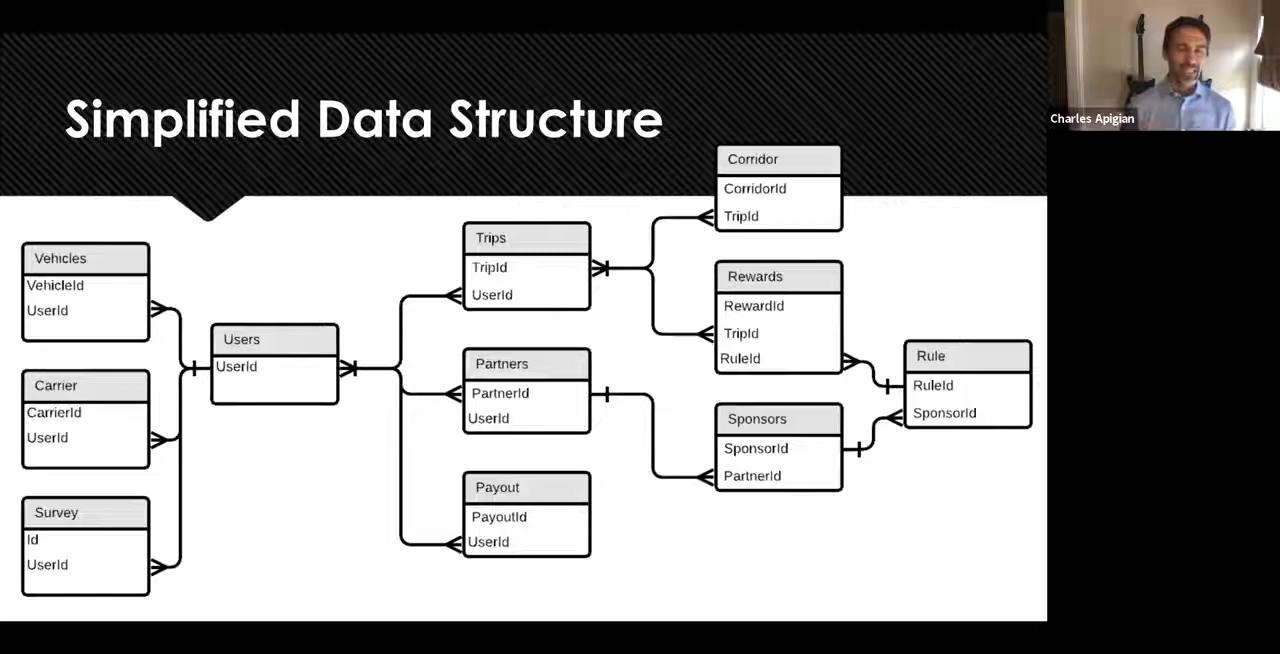 Simplified Data Structure
Charles Apigian
Vehicles
VehicleId
UserId
Carrier
CarrierId
UserId
Survey
Id
UserId
Users
UserId
Trips
TripId
UserId
Partners
PartnerId
UserId
Payout
PayoutId
UserId
Corridor
CorridorId
TripId
Rewards
RewardId
TripId
RuleId
Sponsors
SponsorId
PartnerId
Rule
RuleId
SponsorId